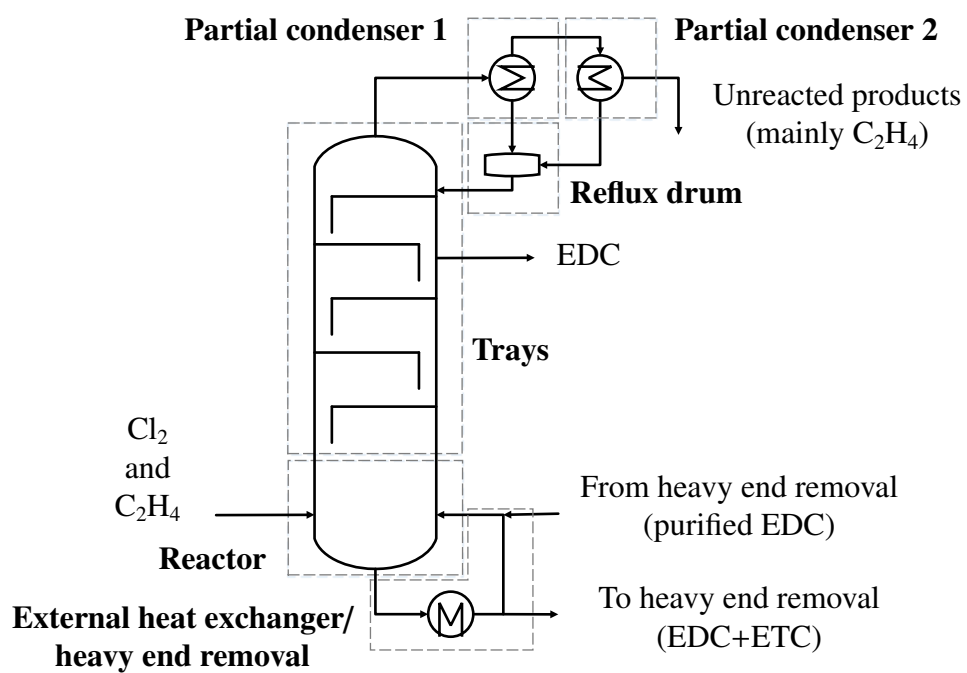 Partial condenser 1
Partial condenser 2
Unreacted products
(mainly C₂H₄)
Reflux drum
EDC
Trays
Cl₂
and
C₂H₄
From heavy end removal
(purified EDC)
Reactor
To heavy end removal
(EDC+ETC)
External heat exchanger/
heavy end removal